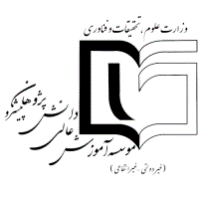 وزارت علوم، تحقیقات و فناوری
موسسه آموزش عالی
دانش پژوهان پیشرو
(غیردولتی - غیرانتفاعی)